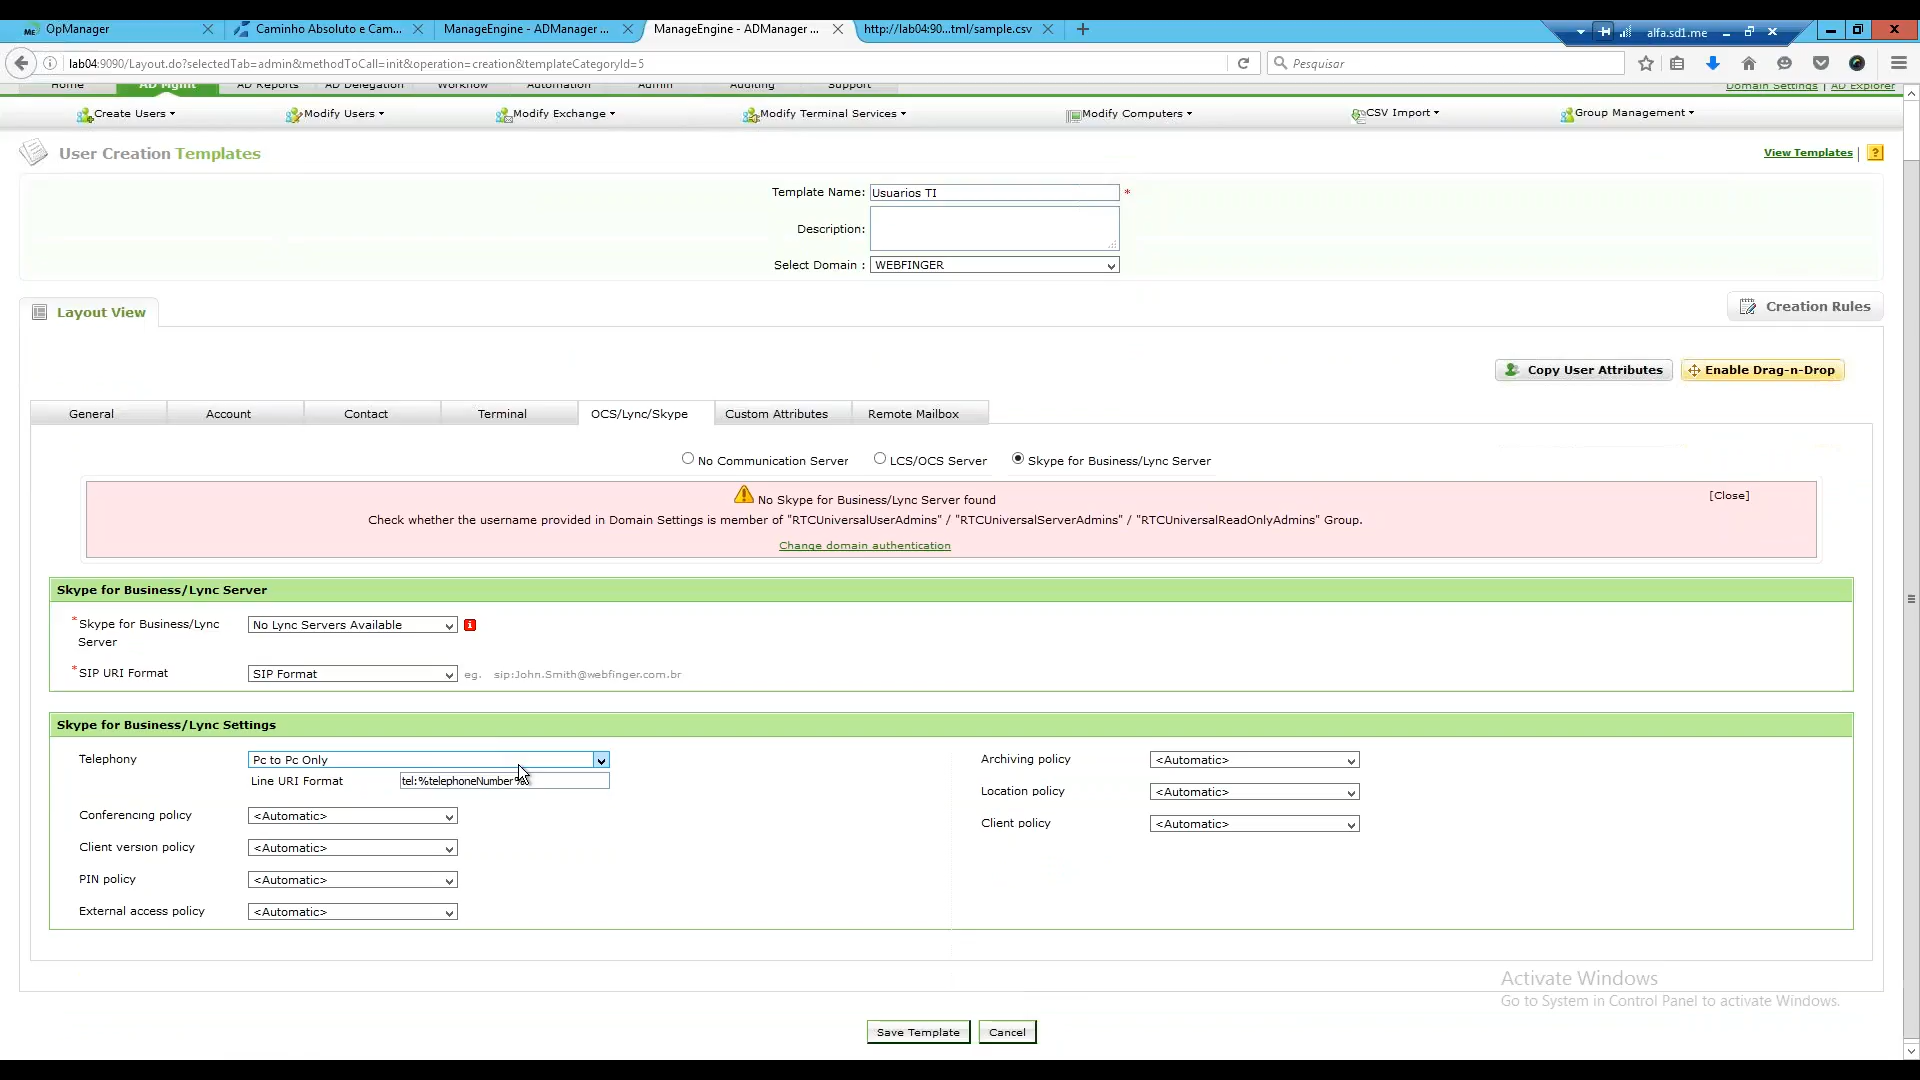 OpManager
Caminho Absoluto e Cam...
ManageEngine - ADManager ...
ManageEngine - ADManager ...
http://lab04:90...tml/sample.csv
alfa.sd1.me
lab04:9090/Layout.do?selectedTab=admin&methodToCall=init&operation=creation&templateCategoryId=5
Pesquisar
Home AD Mgmt AD Reports AD Delegation Workflow Automation Admin Auditing Support
Domain Settings | AD Explorer
Create Users Modify Users Modify Exchange Modify Terminal Services Modify Computers CSV Import Group Management
User Creation Templates
View Templates | ?
Template Name: Usuarios TI *
Description:
Select Domain : WEBFINGER
Layout View
Creation Rules
Copy User Attributes Enable Drag-n-Drop
General Account Contact Terminal OCS/Lync/Skype Custom Attributes Remote Mailbox
No Communication Server LCS/OCS Server Skype for Business/Lync Server
No Skype for Business/Lync Server found [Close]
Check whether the username provided in Domain Settings is member of "RTCUniversalUserAdmins" / "RTCUniversalServerAdmins" / "RTCUniversalReadOnlyAdmins" Group.
Change domain authentication
Skype for Business/Lync Server
*Skype for Business/Lync No Lync Servers Available
Server
*SIP URI Format SIP Format eg. sip:John.Smith@webfinger.com.br
Skype for Business/Lync Settings
Telephony Pc to Pc Only Archiving policy <Automatic>
Line URI Format tel:%telephoneNumber%
Location policy <Automatic>
Conferencing policy <Automatic> Client policy <Automatic>
Client version policy <Automatic>
PIN policy <Automatic>
External access policy <Automatic>
Activate Windows
Go to System in Control Panel to activate Windows.
Save Template Cancel